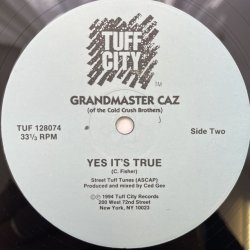 TUFF
CITY
TM
GRANDMASTER CAZ
(of the Cold Crush Brothers)
TUF 128074
33⅓ RPM
Side Two
YES IT'S TRUE
(C. Fisher)
Street Tuff Tunes (ASCAP)
Produced and mixed by Ced Gee
© 1994 Tuff City Records
200 West 72nd Street
New York, NY 10023